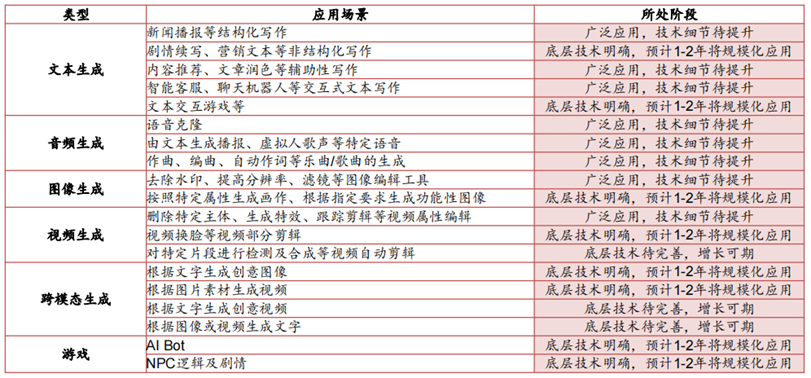 类型 应用场景 所处阶段
文本生成 新闻播报等结构化写作 广泛应用，技术细节待提升
剧情续写、营销文本等非结构化写作 底层技术明确，预计1-2年将规模化应用
内容推荐、文章润色等辅助性写作 广泛应用，技术细节待提升
智能客服、聊天机器人等交互式文本写作 广泛应用，技术细节待提升
文本交互游戏等 底层技术明确，预计1-2年将规模化应用
音频生成 语音克隆 广泛应用，技术细节待提升
由文本生成播报、虚拟人歌声等特定语音 广泛应用，技术细节待提升
作曲、编曲、自动作词等乐曲/歌曲的生成 广泛应用，技术细节待提升
图像生成 去除水印、提高分辨率、滤镜等图像编辑工具 广泛应用，技术细节待提升
按照特定属性生成画作、根据指定要求生成功能性图像 底层技术明确，预计1-2年将规模化应用
视频生成 删除特定主体、生成特效、跟踪剪辑等视频属性编辑 广泛应用，技术细节待提升
视频换脸等视频部分剪辑 底层技术明确，预计1-2年将规模化应用
对特定片段进行检测及合成等视频自动剪辑 底层技术待完善，增长可期
跨模态生成 根据文字生成创意图像 底层技术明确，预计1-2年将规模化应用
根据图片素材生成视频 底层技术明确，预计1-2年将规模化应用
根据文字生成创意视频 底层技术待完善，增长可期
根据图像或视频生成文字 底层技术待完善，增长可期
游戏 AI Bot 底层技术明确，预计1-2年将规模化应用
NPC逻辑及剧情 底层技术明确，预计1-2年将规模化应用